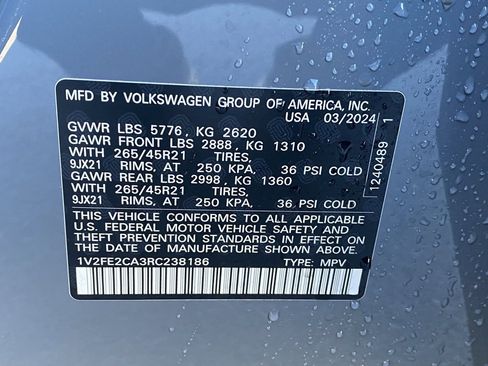 MFD BY VOLKSWAGEN GROUP OF AMERICA, INC.
USA 03/2024
GVWR LBS 5776, KG 2620
GAWR FRONT LBS 2888, KG 1310
WITH 265/45R21 TIRES,
9JX21 RIMS, AT 250 KPA, 36 PSI COLD
GAWR REAR LBS 2998, KG 1360
WITH 265/45R21 TIRES,
9JX21 RIMS, AT 250 KPA, 36 PSI COLD
THIS VEHICLE CONFORMS TO ALL APPLICABLE
U.S. FEDERAL MOTOR VEHICLE SAFETY AND
THEFT PREVENTION STANDARDS IN EFFECT ON
THE DATE OF MANUFACTURE SHOWN ABOVE.
1V2FE2CA3RC238186 TYPE: MPV
1240489 1